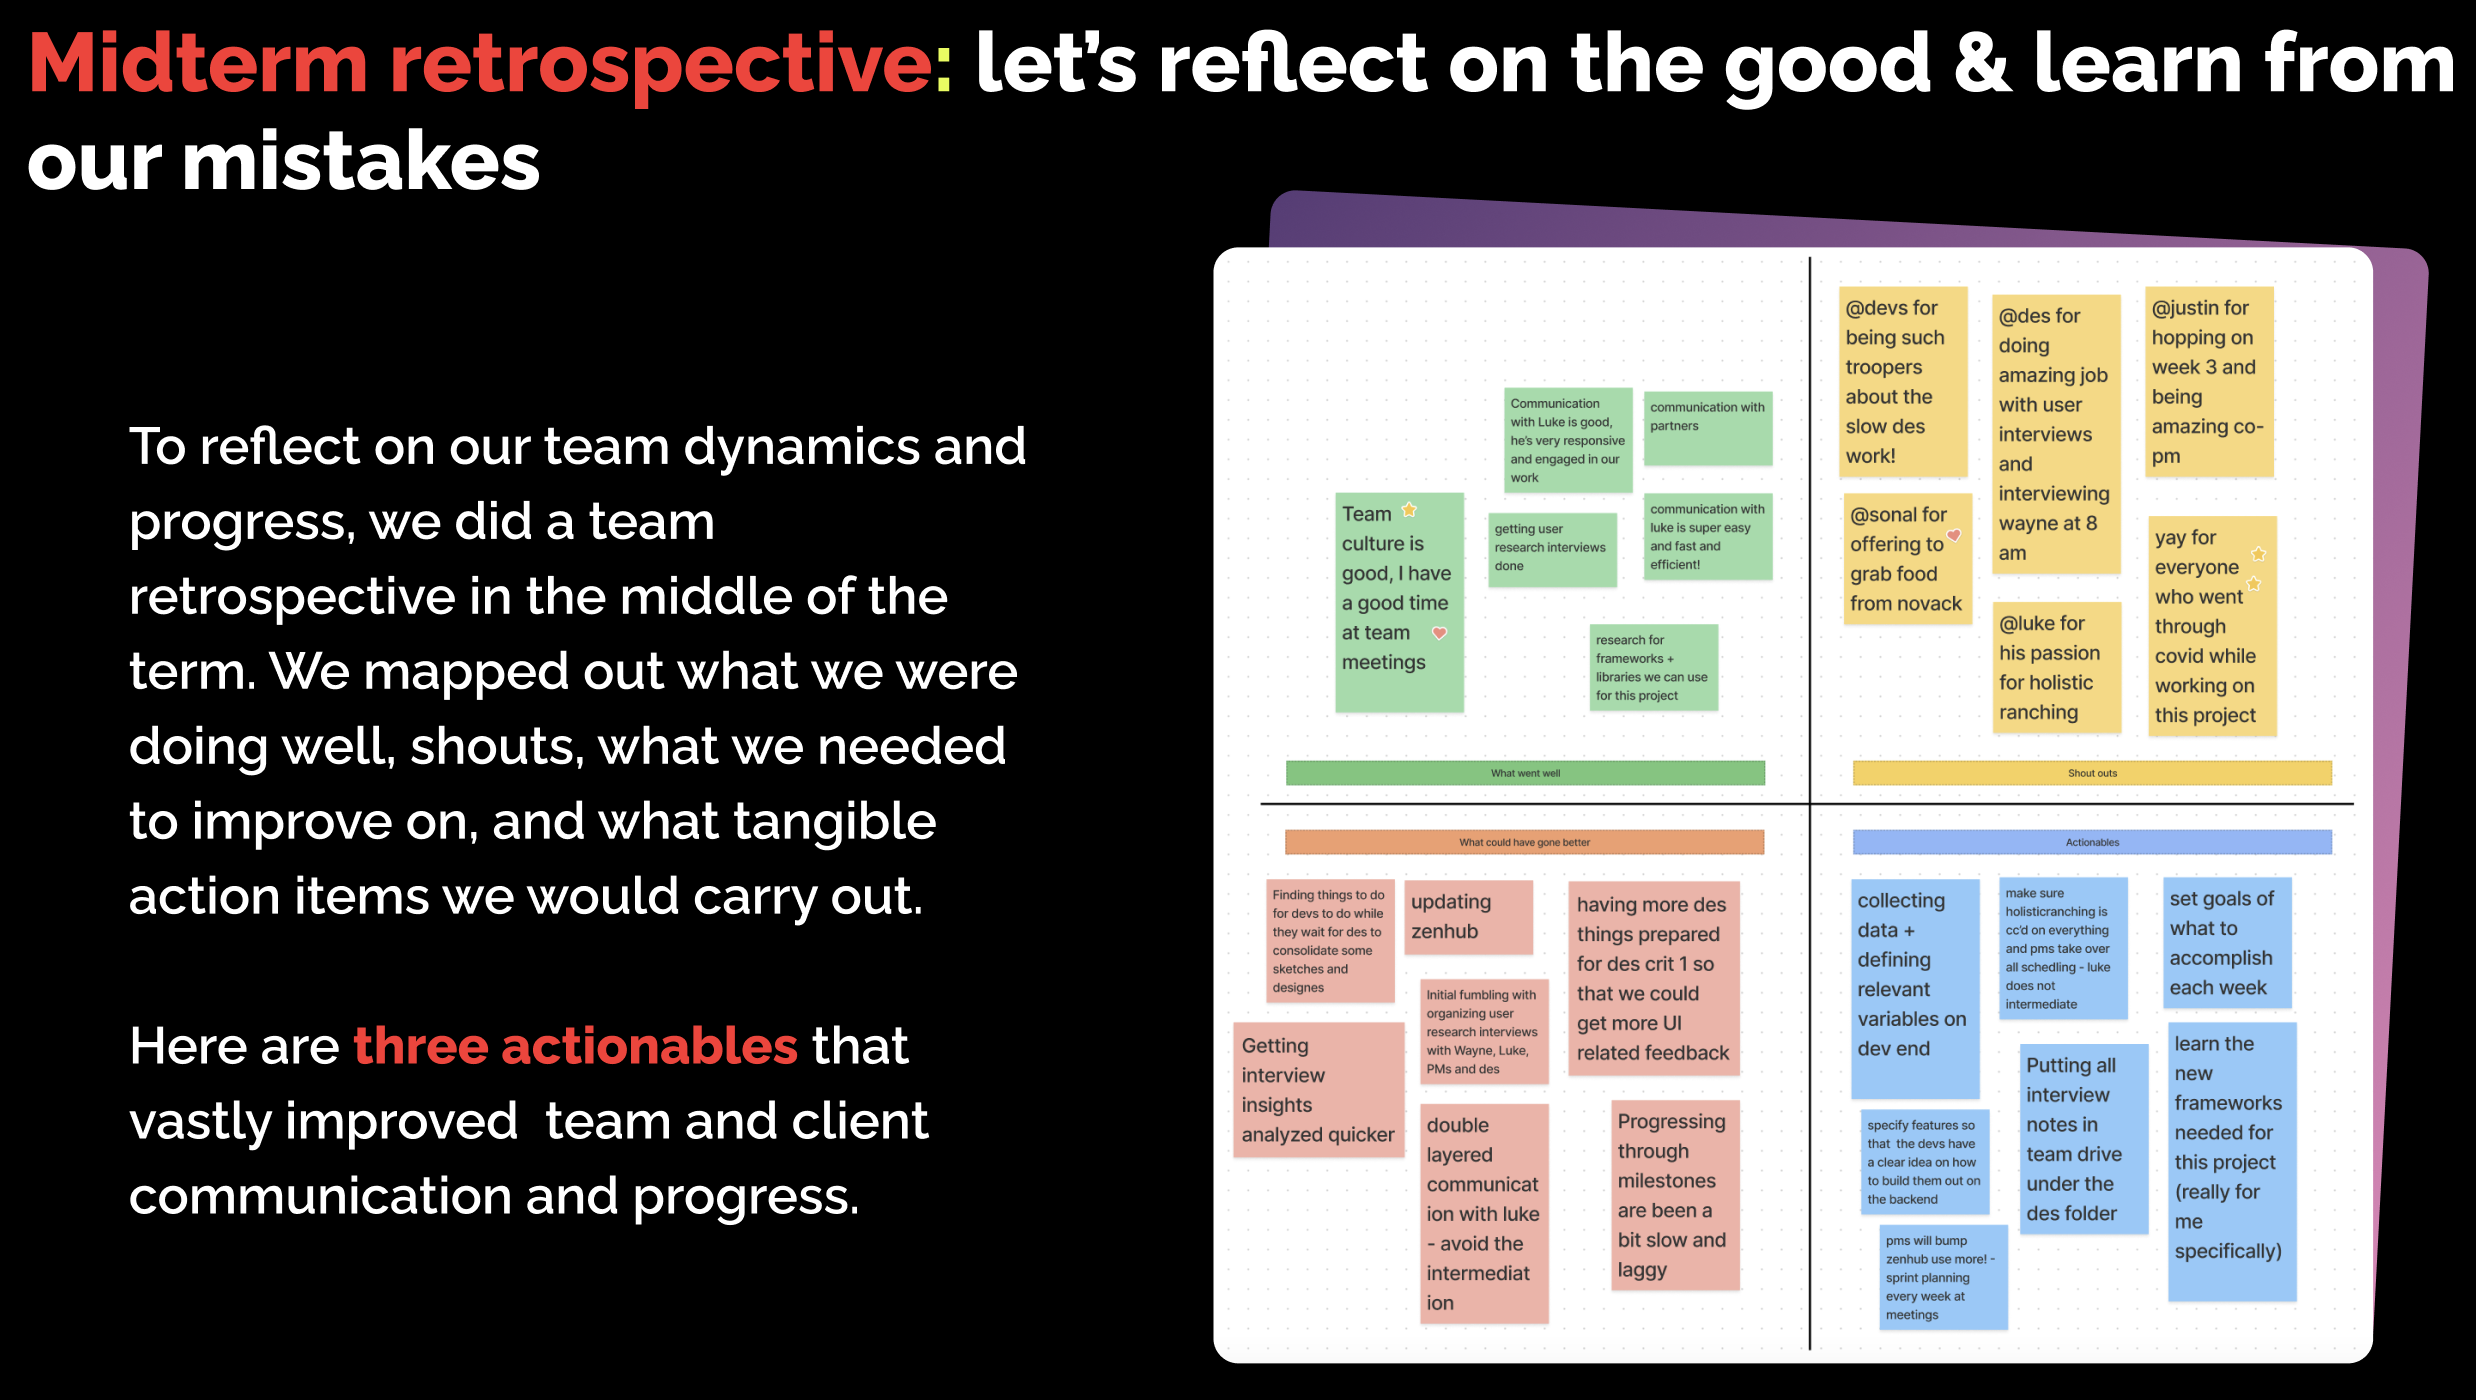 Midterm retrospective: let’s reflect on the good & learn from
our mistakes
To reflect on our team dynamics and
progress, we did a team
retrospective in the middle of the
term. We mapped out what we were
doing well, shouts, what we needed
to improve on, and what tangible
action items we would carry out.
Here are three actionables that
vastly improved  team and client
communication and progress.
Communication
with Luke is good,
he's very responsive
and engaged in our
work
communication with
partners
Team
culture is
good, I have
a good time
at team
meetings
getting user
research interviews
done
communication with
luke is super easy
and fast and
efficient!
research for
frameworks +
libraries we can use
for this project
What went well
@devs for
being such
troopers
about the
slow des
work!
@des for
doing
amazing job
with user
interviews
and
interviewing
wayne at 8
am
@justin for
hopping on
week 3 and
being
amazing co-
pm
@sonal for
offering to
grab food
from novack
@luke for
his passion
for holistic
ranching
yay for
everyone
who went
through
covid while
working on
this project
Shout outs
What could have gone better
Finding things to do
for devs to do while
they wait for des to
consolidate some
sketches and
designes
updating
zenhub
having more des
things prepared
for des crit 1 so
that we could
get more UI
related feedback
Initial fumbling with
organizing user
research interviews
with Wayne, Luke,
PMs and des
Getting
interview
insights
analyzed quicker
double
layered
communicat
ion with luke
- avoid the
intermediat
ion
Progressing
through
milestones
are been a
bit slow and
laggy
Actionables
collecting
data +
defining
relevant
variables on
dev end
make sure
holisticranching is
cc'd on everything
and pms take over
all schedling - luke
does not
intermediate
set goals of
what to
accomplish
each week
specify features so
that  the devs have
a clear idea on how
to build them out on
the backend
Putting all
interview
notes in
team drive
under the
des folder
learn the
new
frameworks
needed for
this project
(really for
me
specifically)
pms will bump
zenhub use more! -
sprint planning
every week at
meetings